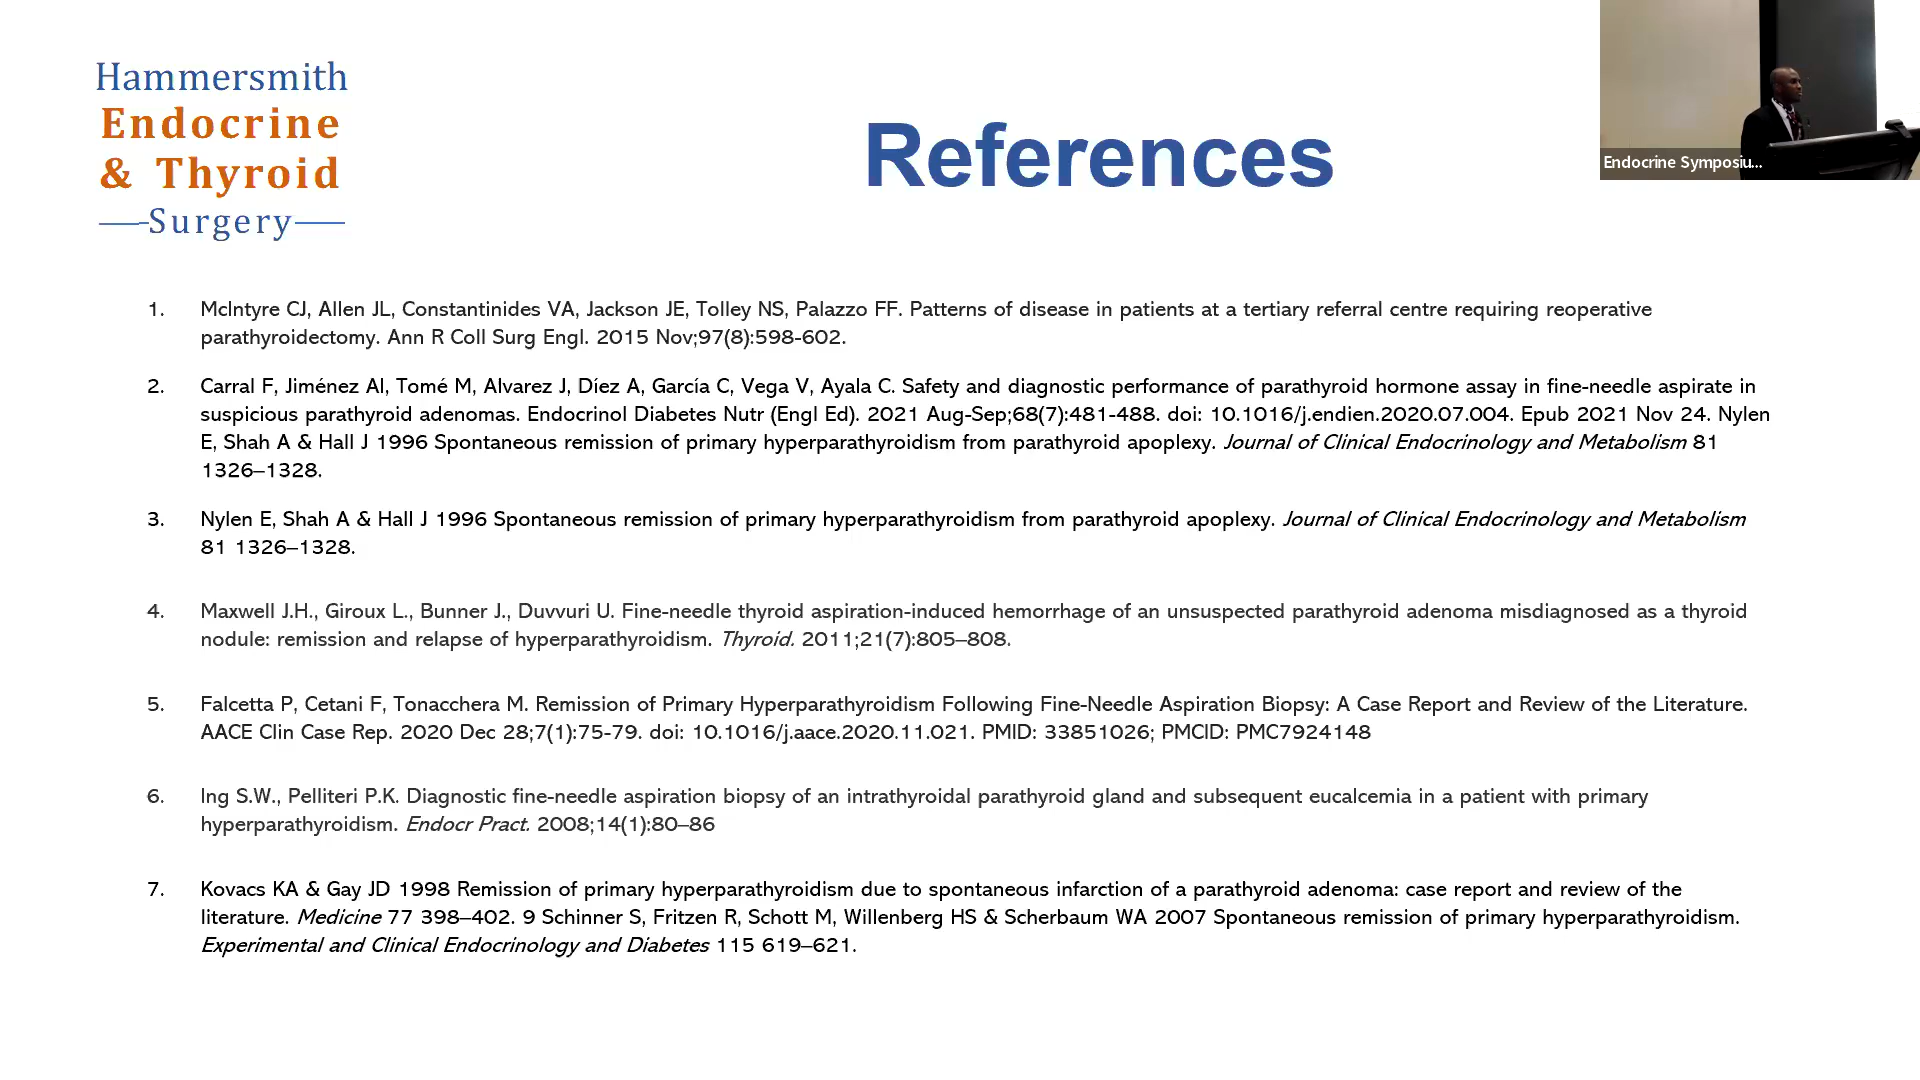 Hammersmith
Endocrine
& Thyroid
Surgery
References
Endocrine Symposiu...
1. McIntyre CJ, Allen JL, Constantinides VA, Jackson JE, Tolley NS, Palazzo FF. Patterns of disease in patients at a tertiary referral centre requiring reoperative
parathyroidectomy. Ann R Coll Surg Engl. 2015 Nov;97(8):598-602.
2. Carral F, Jiménez AI, Tomé M, Alvarez J, Díez A, García C, Vega V, Ayala C. Safety and diagnostic performance of parathyroid hormone assay in fine-needle aspirate in
suspicious parathyroid adenomas. Endocrinol Diabetes Nutr (Engl Ed). 2021 Aug-Sep;68(7):481-488. doi: 10.1016/j.endien.2020.07.004. Epub 2021 Nov 24. Nylen
E, Shah A & Hall J 1996 Spontaneous remission of primary hyperparathyroidism from parathyroid apoplexy. Journal of Clinical Endocrinology and Metabolism 81
1326–1328.
3. Nylen E, Shah A & Hall J 1996 Spontaneous remission of primary hyperparathyroidism from parathyroid apoplexy. Journal of Clinical Endocrinology and Metabolism
81 1326–1328.
4. Maxwell J.H., Giroux L., Bunner J., Duvvuri U. Fine-needle thyroid aspiration-induced hemorrhage of an unsuspected parathyroid adenoma misdiagnosed as a thyroid
nodule: remission and relapse of hyperparathyroidism. Thyroid. 2011;21(7):805–808.
5. Falcetta P, Cetani F, Tonacchera M. Remission of Primary Hyperparathyroidism Following Fine-Needle Aspiration Biopsy: A Case Report and Review of the Literature.
AACE Clin Case Rep. 2020 Dec 28;7(1):75-79. doi: 10.1016/j.aace.2020.11.021. PMID: 33851026; PMCID: PMC7924148
6. Ing S.W., Pelliteri P.K. Diagnostic fine-needle aspiration biopsy of an intrathyroidal parathyroid gland and subsequent eucalcemia in a patient with primary
hyperparathyroidism. Endocr Pract. 2008;14(1):80–86
7. Kovacs KA & Gay JD 1998 Remission of primary hyperparathyroidism due to spontaneous infarction of a parathyroid adenoma: case report and review of the
literature. Medicine 77 398–402. 9 Schinner S, Fritzen R, Schott M, Willenberg HS & Scherbaum WA 2007 Spontaneous remission of primary hyperparathyroidism.
Experimental and Clinical Endocrinology and Diabetes 115 619–621.